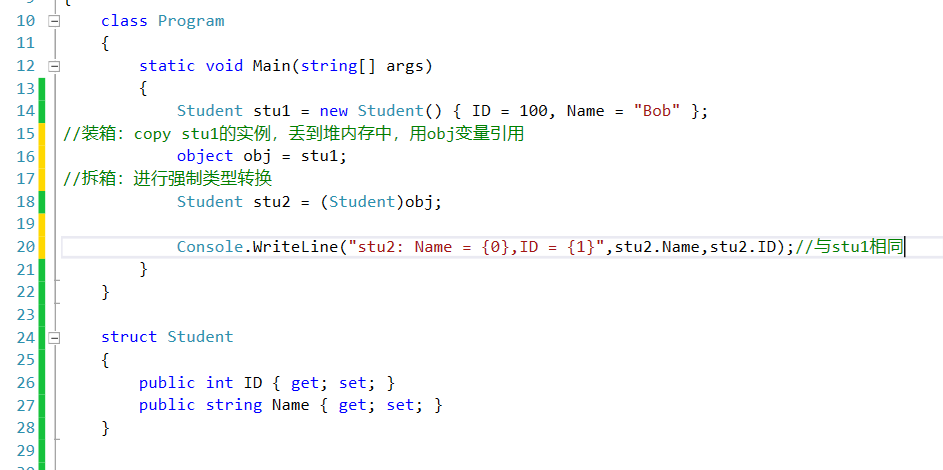 9 {
10 class Program
11 {
12 static void Main(string[] args)
13 {
14 Student stu1 = new Student() { ID = 100, Name = "Bob" };
15 //装箱：copy stu1的实例，丢到堆内存中，用obj变量引用
16 object obj = stu1;
17 //拆箱：进行强制类型转换
18 Student stu2 = (Student)obj;
19
20 Console.WriteLine("stu2: Name = {0},ID = {1}",stu2.Name,stu2.ID);//与stu1相同
21 }
22 }
23
24 struct Student
25 {
26 public int ID { get; set; }
27 public string Name { get; set; }
28 }
29